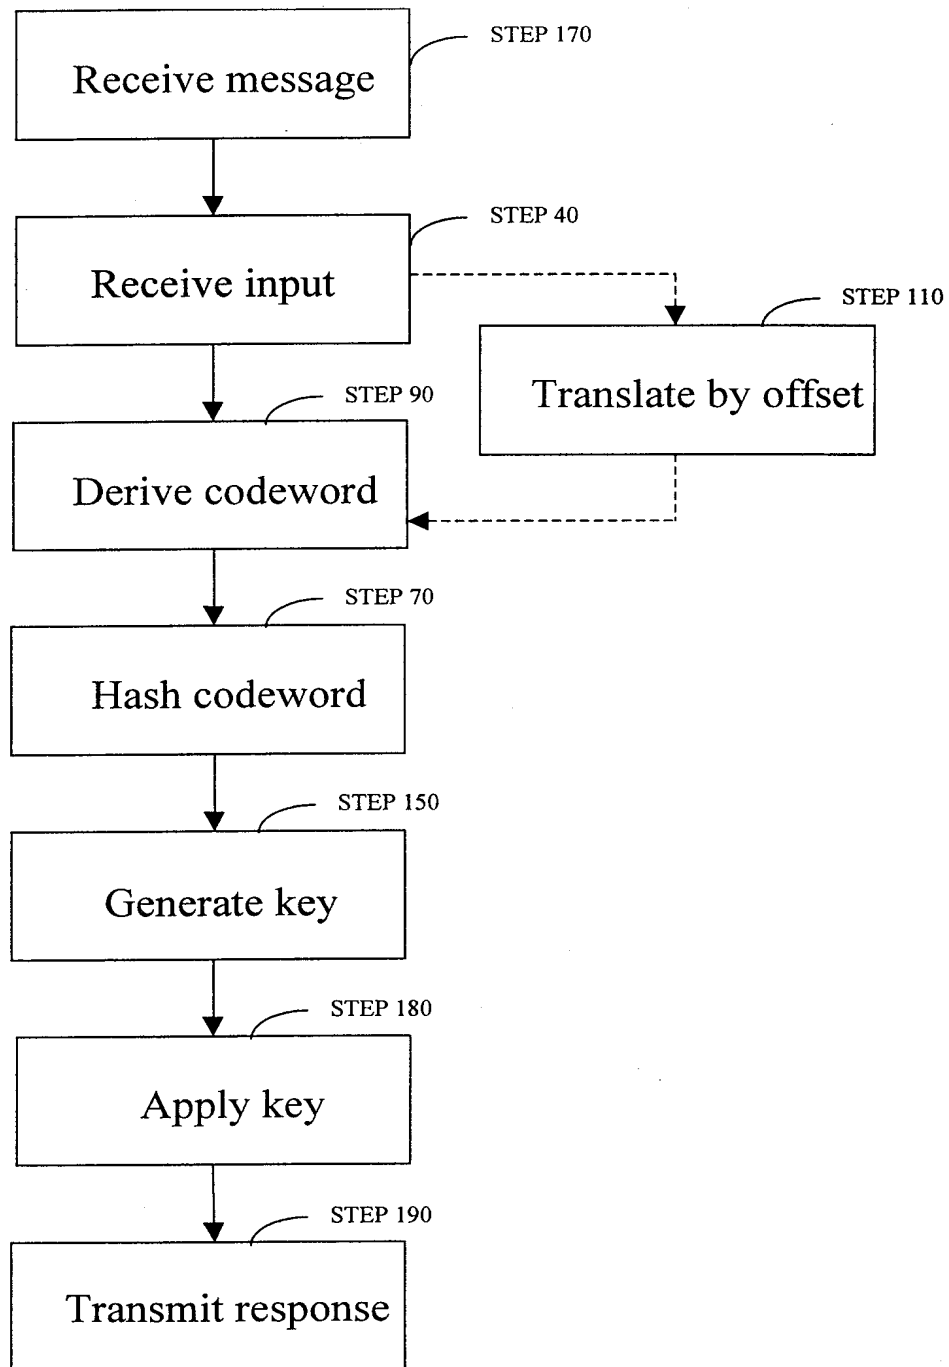 STEP 170
Receive message
STEP 40
Receive input
STEP 110
Translate by offset
STEP 90
Derive codeword
STEP 70
Hash codeword
STEP 150
Generate key
STEP 180
Apply key
STEP 190
Transmit response